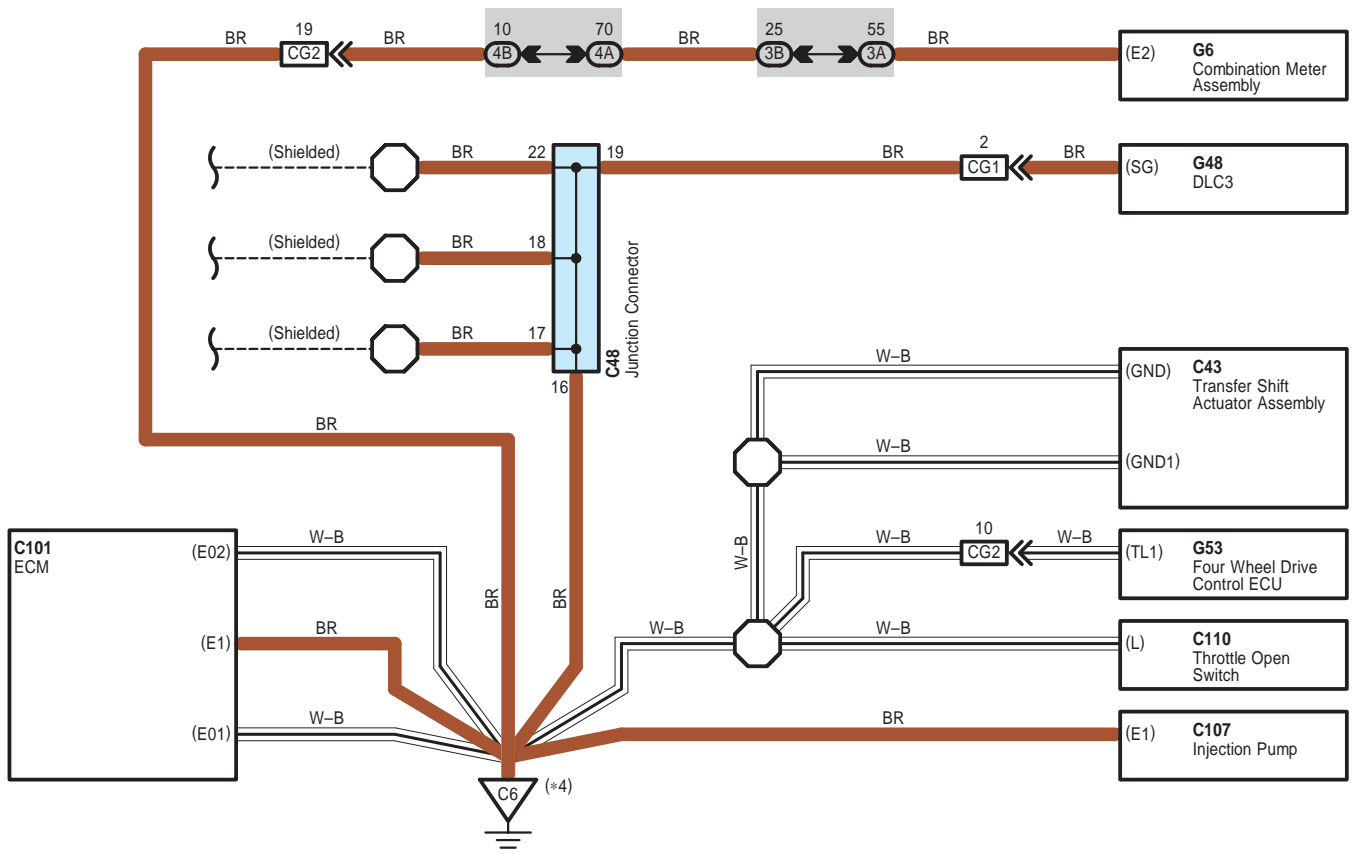 19
10
70
25
55
BR
CG2
BR
4B
4A
BR
3B
3A
BR
(E2)
G6
Combination Meter
Assembly
(Shielded)
BR
22
19
BR
2
CG1
BR
(SG)
G48
DLC3
(Shielded)
BR
18
(Shielded)
BR
17
16
C48
Junction Connector
BR
W–B
(GND)
C43
Transfer Shift
Actuator Assembly
W–B
(GND1)
C101
ECM
(E02)
W–B
(E1)
BR
(E01)
W–B
BR
BR
W–B
W–B
10
CG2
W–B
(TL1)
G53
Four Wheel Drive
Control ECU
W–B
W–B
(L)
C110
Throttle Open
Switch
BR
(E1)
C107
Injection Pump
C6
(*4)